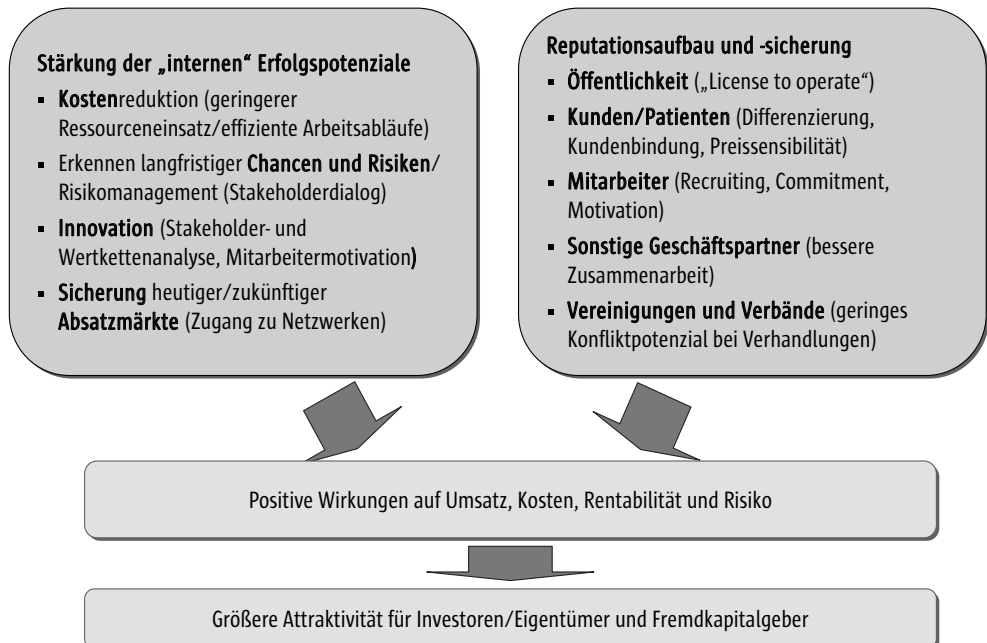 Stärkung der „internen“ Erfolgspotenziale
▪ Kostenreduktion (geringerer
Ressourceneinsatz/effiziente Arbeitsabläufe)
▪ Erkennen langfristiger Chancen und Risiken/
Risikomanagement (Stakeholderdialog)
▪ Innovation (Stakeholder- und
Wertkettenanalyse, Mitarbeitermotivation)
▪ Sicherung heutiger/zukünftiger
Absatzmärkte (Zugang zu Netzwerken)
Reputationsaufbau und -sicherung
▪ Öffentlichkeit („License to operate“)
▪ Kunden/Patienten (Differenzierung,
Kundenbindung, Preissensibilität)
▪ Mitarbeiter (Recruiting, Commitment,
Motivation)
▪ Sonstige Geschäftspartner (bessere
Zusammenarbeit)
▪ Vereinigungen und Verbände (geringes
Konfliktpotenzial bei Verhandlungen)
Positive Wirkungen auf Umsatz, Kosten, Rentabilität und Risiko
Größere Attraktivität für Investoren/Eigentümer und Fremdkapitalgeber